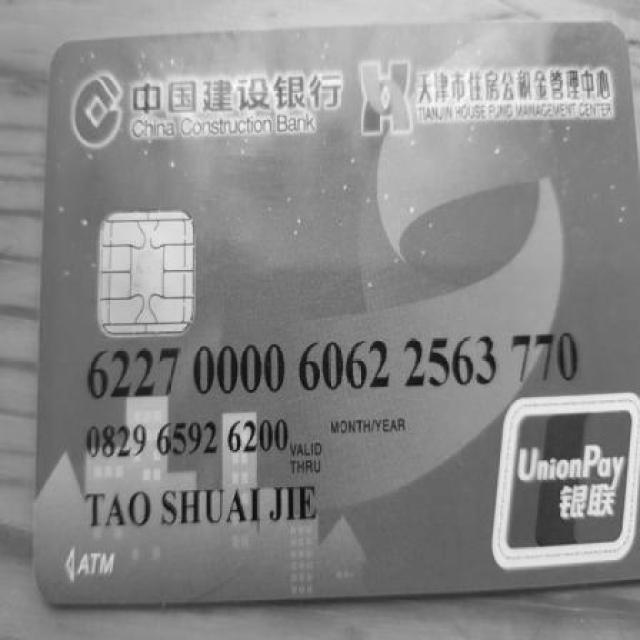 中国建设银行
China Construction Bank
天津市住房公积金管理中心
TIANJIN HOUSE FUND MANAGEMENT CENTER
6227 0000 6062 2563 770
0829 6592 6200
MONTH/YEAR
VALID
THRU
TAO SHUAI JIE
UnionPay
银联
ATM